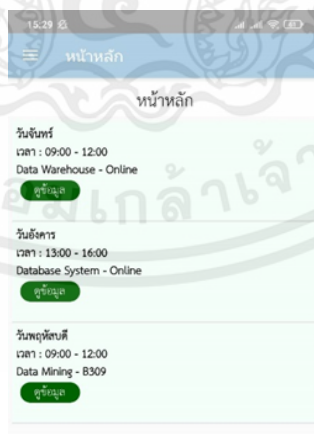 15:29
หน้าหลัก
หน้าหลัก
วันจันทร์
เวลา : 09:00 - 12:00
Data Warehouse - Online
ดูข้อมูล
วันอังคาร
เวลา : 13:00 - 16:00
Database System - Online
ดูข้อมูล
วันพฤหัสบดี
เวลา : 09:00 - 12:00
Data Mining - B309
ดูข้อมูล